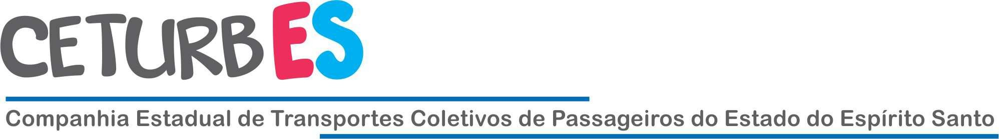 CETURBES
Companhia Estadual de Transportes Coletivos de Passageiros do Estado do Espírito Santo